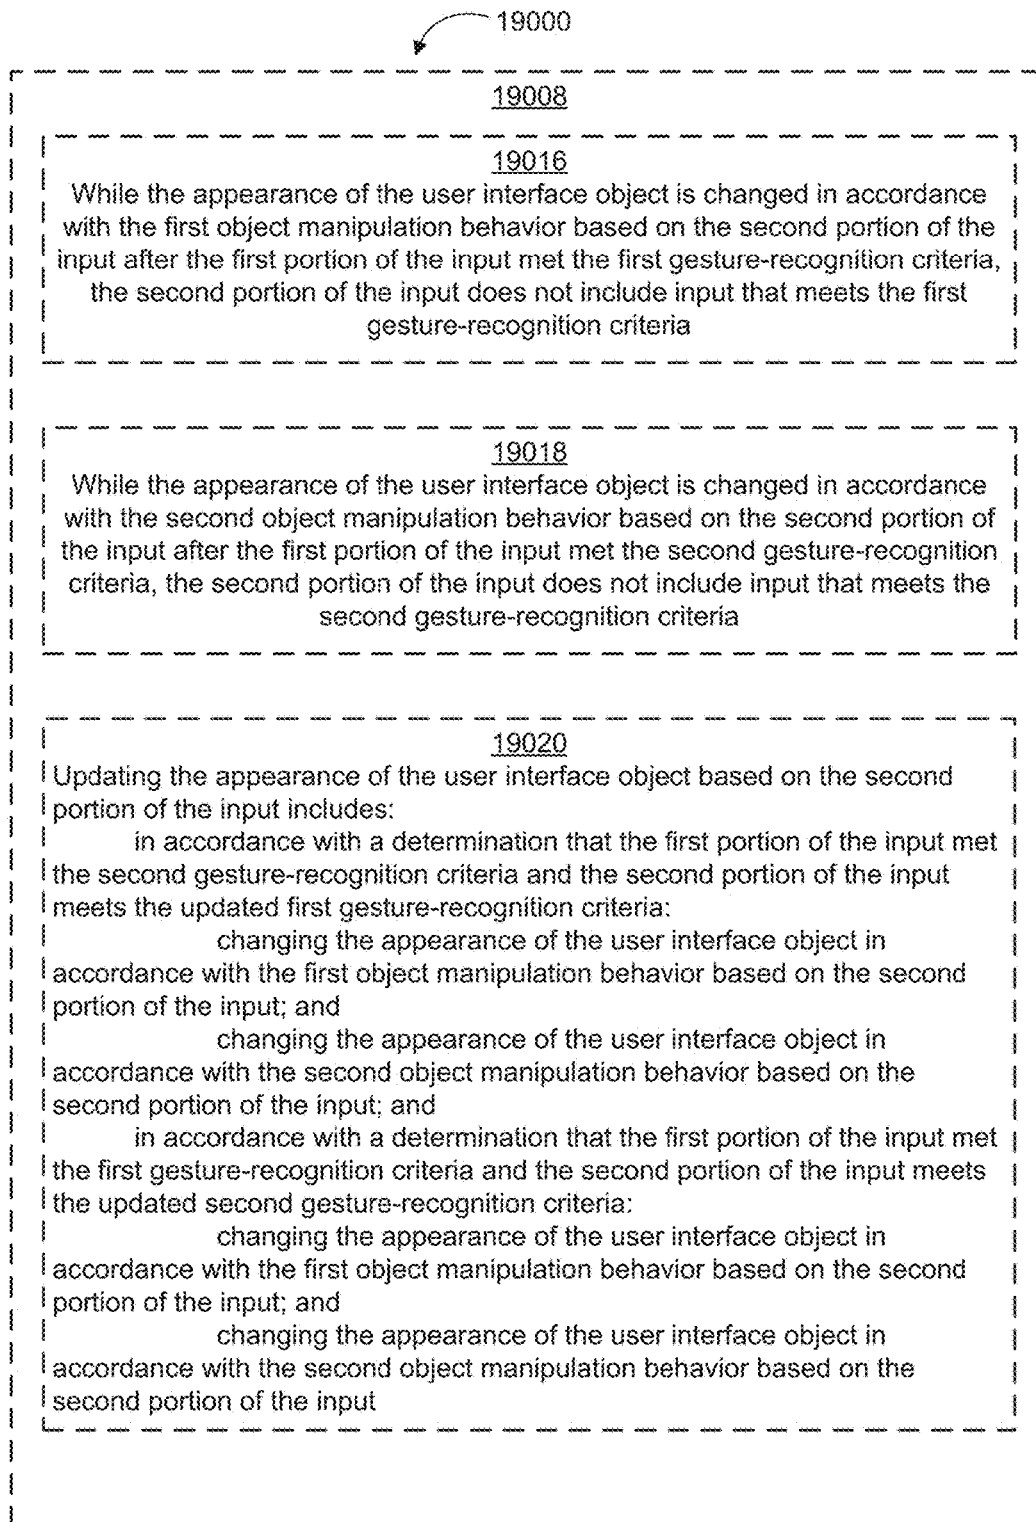 19000
19008
19016
While the appearance of the user interface object is changed in accordance
with the first object manipulation behavior based on the second portion of the
input after the first portion of the input met the first gesture-recognition criteria,
the second portion of the input does not include input that meets the first
gesture-recognition criteria
19018
While the appearance of the user interface object is changed in accordance
with the second object manipulation behavior based on the second portion of
the input after the first portion of the input met the second gesture-recognition
criteria, the second portion of the input does not include input that meets the
second gesture-recognition criteria
19020
Updating the appearance of the user interface object based on the second
portion of the input includes:
in accordance with a determination that the first portion of the input met
the second gesture-recognition criteria and the second portion of the input
meets the updated first gesture-recognition criteria:
changing the appearance of the user interface object in
accordance with the first object manipulation behavior based on the second
portion of the input; and
changing the appearance of the user interface object in
accordance with the second object manipulation behavior based on the
second portion of the input; and
in accordance with a determination that the first portion of the input met
the first gesture-recognition criteria and the second portion of the input meets
the updated second gesture-recognition criteria:
changing the appearance of the user interface object in
accordance with the first object manipulation behavior based on the second
portion of the input; and
changing the appearance of the user interface object in
accordance with the second object manipulation behavior based on the
second portion of the input